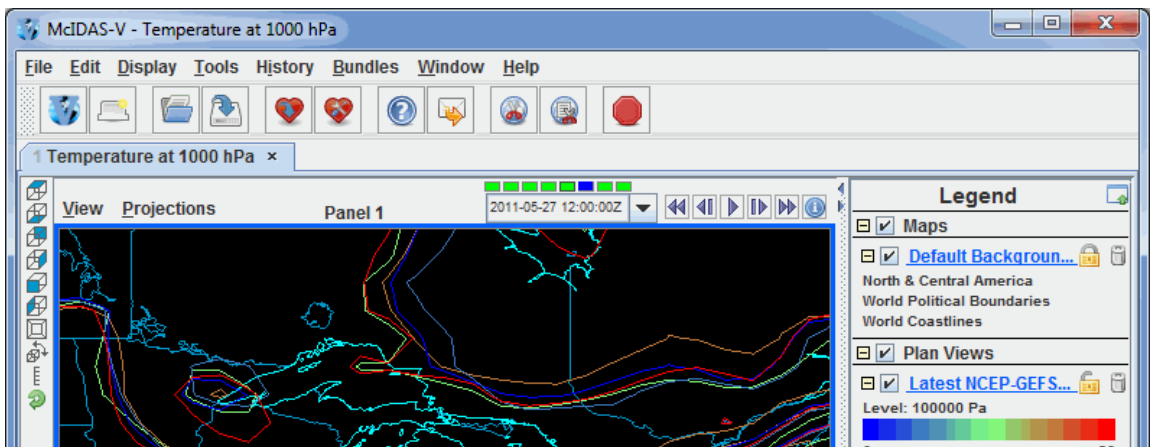 McIDAS-V - Temperature at 1000 hPa
File Edit Display Tools History Bundles Window Help
1 Temperature at 1000 hPa ×
View Projections
Panel 1
2011-05-27 12:00:00Z
Legend
Maps
Default Backgroun...
North & Central America
World Political Boundaries
World Coastlines
Plan Views
Latest NCEP-GEFS...
Level: 100000 Pa